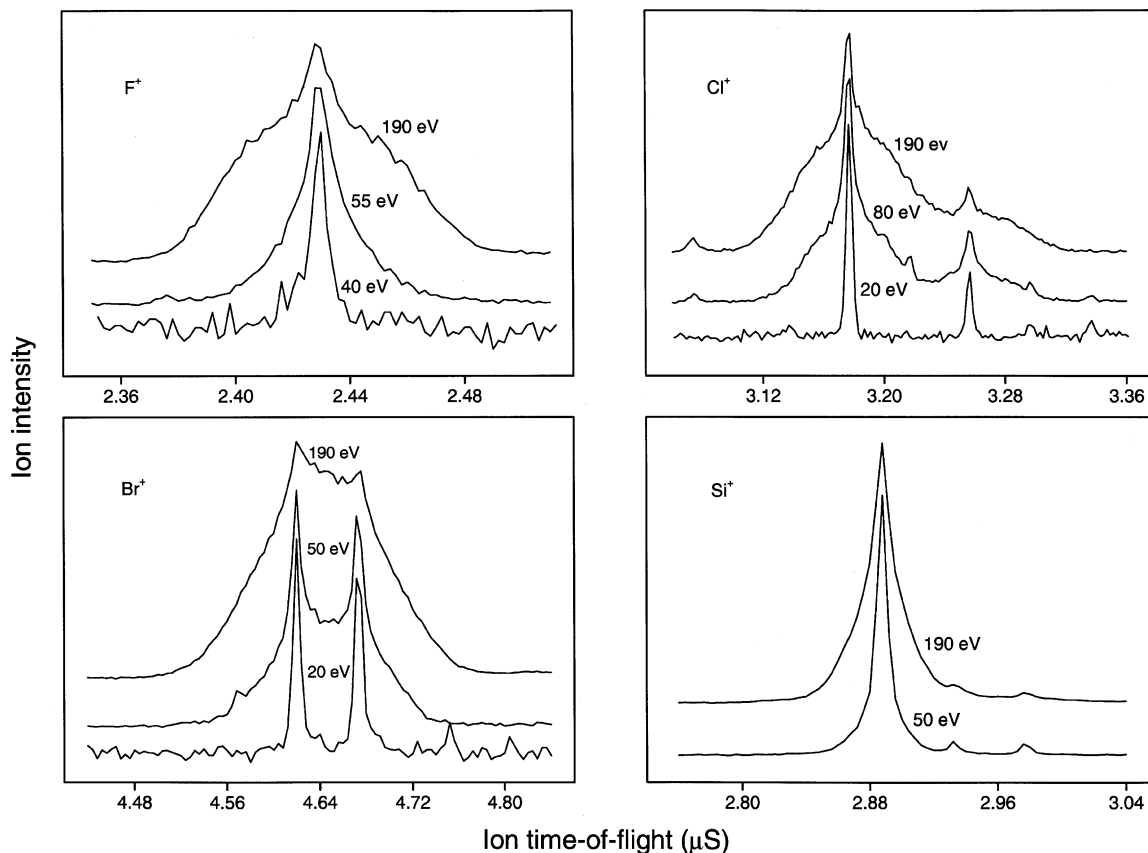 Ion intensity
F⁺
190 eV
55 eV
40 eV
2.36 2.40 2.44 2.48
Cl⁺
190 ev
80 eV
20 eV
3.12 3.20 3.28 3.36
Br⁺
190 eV
50 eV
20 eV
4.48 4.56 4.64 4.72 4.80
Si⁺
190 eV
50 eV
2.80 2.88 2.96 3.04
Ion time-of-flight (μS)